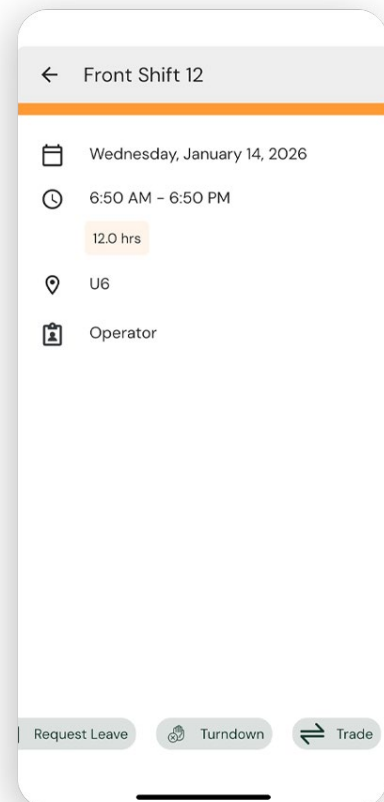 Front Shift 12
Wednesday, January 14, 2026
6:50 AM – 6:50 PM
12.0 hrs
U6
Operator
Request Leave Turndown Trade